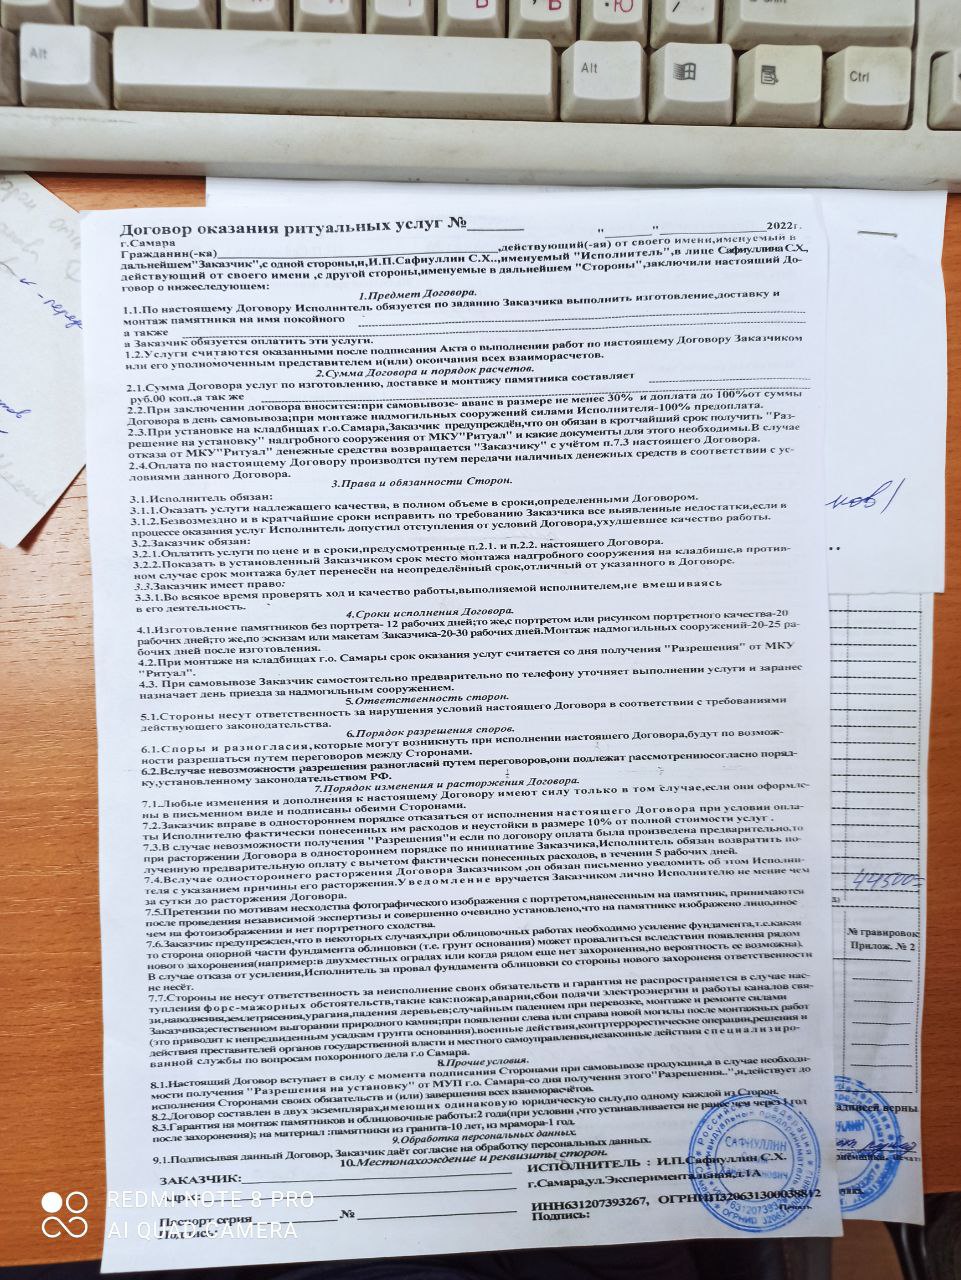 Alt
Alt
Ctrl
Договор оказания ритуальных услуг №
"         "                    2022г.
г.Самара
Гражданин(-ка)                    ,действующий(-ая) от своего имени,именуемый в
дальнейшем"Заказчик",с одной стороны,и,И.П.Сафиуллин С.Х..,именуемый "Исполнитель",в лице Сафиуллина С.Х,
действующий от своего имени ,с другой стороны,именуемые в дальнейшем "Стороны",заключили настоящий До-
говор о нижеследующем:
1.Предмет Договора.
1.1.По настоящему Договору Исполнитель обязуется по заданию Заказчика выполнить изготовление,доставку и
монтаж памятника на имя покойного
а также
а Заказчик обязуется оплатить эти услуги.
1.2.Услуги считаются оказанными после подписания Акта о выполнении работ по настоящему Договору Заказчиком
или его уполномоченным представителем и(или) окончания всех взаиморасчетов.
2.Сумма Договора и порядок расчетов.
2.1.Сумма Договора услуг по изготовлению, доставке и монтажу памятника составляет
руб.00 коп.,а так же
2.2.При заключении договора вносится:при самовывозе- аванс в размере не менее 30% и доплата до 100%от суммы
Договора в день самовывоза;при монтаже надмогильных сооружений силами Исполнителя-100% предоплата.
2.3.При установке на кладбищах г.о.Самара,Заказчик предупреждён,что он обязан в кротчайший срок получить "Раз-
решение на установку" надгробного сооружения от МКУ"Ритуал" и какие документы для этого необходимы.В случае
отказа от МКУ"Ритуал" денежные средства возвращается "Заказчику" с учётом п.7.3 настоящего Договора.
2.4.Оплата по настоящему Договору производтся путем передачи наличных денежных средств в соответствии с ус-
ловиями данного Договора.
3.Права и обязанности Сторон.
3.1.Исполнитель обязан:
3.1.1.Оказать услуги надлежащего качества, в полном объеме в сроки,определенными Договором.
3.1.2.Безвозмездно и в кратчайшие сроки исправить по требованию Заказчика все выявленные недостатки,если в
процессе оказания услуг Исполнитель допустил отступления от условий Договора,ухудшевшее качество работы.
3.2.Заказчик обязан:
3.2.1.Оплатить услуги по цене и в сроки,предусмотренные п.2.1. и п.2.2. настоящего Договора.
3.2.2.Показать в установленный Заказчиком срок место монтажа надгробного сооружения на кладбище,в против-
ном случае срок монтажа будет перенесён на неопределённый срок,отличный от указанного в Договоре.
3.3.Заказчик имеет право:
3.3.1.Во всякое время проверять ход и качество работы,выполняемой исполнителем,не вмешиваясь
в его деятельность.
4.Сроки исполнения Договора.
4.1.Изготовление памятников без портрета- 12 рабочих дней;то же,с портретом или рисунком портретного качества-20
рабочих дней;то же,по эскизам или макетам Заказчика-20-30 рабочих дней.Монтаж надмогильных сооружений-20-25 ра-
бочих дней после изготовления.
4.2.При монтаже на кладбищах г.о. Самары срок оказания услуг считается со дня получения "Разрешения" от МКУ
"Ритуал".
4.3. При самовывозе Заказчик самостоятельно предварительно по телефону уточняет выполнении услуги и заранее
назначает день приезда за надмогильным сооружением.
5.Ответственность сторон.
5.1.Стороны несут ответственность за нарушения условий настоящего Договора в соответствии с требованиями
действующего законодательства.
6.Порядок разрешения споров.
6.1.Споры и разногласия,которые могут возникнуть при исполнении настоящего Договора,будут по возмож-
ности разрешаться путем переговоров между Сторонами.
6.2.Вслучае невозможности разрешения разногласий путем переговоров,они подлежат рассмотрениюсогласно поряд-
ку,установленному законодательством РФ.
7.Порядок изменения и расторжения Договора.
7.1.Любые изменения и дополнения к настоящему Договору имеют силу только в том случае,если они оформле-
ны в письменном виде и подписаны обеими Сторонами.
7.2.Заказчик вправе в одностороннем порядке отказаться от исполнения настоящего Договора при условии опла-
ты Исполнителю фактически понесенных им расходов и неустойки в размере 10% от полной стоимости услуг .
7.3.В случае невозможности получения "Разрешения"и если по договору оплата была произведена предварительно,то
при расторжении Договора в одностороннем порядке по инициативе Заказчика,Исполнитель обязан возвратить по-
лученную предварительную оплату с вычетом фактически понесенных расходов, в течении 5 рабочих дней.
7.4.Вслучае одностороннего расторжения Договора Заказчиком ,он обязан письменно уведомить об этом Исполни-
теля с указанием причины его расторжения.Уведомление вручается Заказчиком лично Исполнителю не менее чем
за сутки до расторжения Договора.
7.5.Претензии по мотивам несходства фотографического изображения с портретом,нанесенным на памятник, принимаются
после проведения независимой экспертизы и совершенно очевидно установлено,что на памятнике изображено лицо,иное
чем на фотоизображении и нет портретного сходства.
7.6.Заказчик предупрежден,что в некоторых случаях,при облицовочных работах необходимо усиление фундамента,т.е.какая
то сторона опорной части фундамента облицовки (т.е. грунт основания) может провалиться вследствии появления рядом
нового захоронения(например:в двухместных оградах или когда рядом еще нет захоронения,но вероятность ее возможна).
В случае отказа от усиления,Исполнитель за провал фундамента облицовки со стороны нового захороненя ответственности
не несёт.
7.7.Стороны не несут ответственность за неисполнение своих обязательств и гарантия не распространяется в случае нас-
тупления форс-мажорных обстоятельств,такие как:пожар,аварии,сбои подачи электроэнергии и работы каналов свя-
зи,наводнения,землетрисения,урагана,падения деревьев;случайным падением при перевозке, монтаже и ремонте силами
Заказчика;естественном выгорании природного камня;при появлении слева или справа новой могилы после монтажных работ
(это приводит к непредвиденным усадкам грунта основания).военные действия,контртеррорестические операции,решения и
действия преставителей органов государственной власти и местного самоуправления,незаконные действия специализиро-
ванной службы по вопросам похоронного дела г.о Самара.
8.Прочие условия.
8.1.Настоящий Договор вступает в силу с момента подписания Сторонами при самовывозе продукции,а в случае необходи-
мости получения "Разрешения на установку" от МУП г.о. Самара-со дня получения этого"Разрешения..",и,действует до
исполнения Сторонами своих обязательств и (или) завершения всех взаиморасчётов.
8.2.Договор составлен в двух экземплярах,имеющих одинаковую юридическую силу,по одному каждой из Сторон.
8.3.Гарантия на монтаж памятников и облицовочные работы:2 года(при условии ,что устанавливается не ранее чем через 1 год
после захоронения); на материал :памятники из гранита-10 лет, из мрамора-1 год.
9.Обработка персональных данных.
9.1.Подписывая данный Договор, Заказчик даёт согласие на обработку персональных данных.
10.Местонахождение и реквизиты сторон.
ЗАКАЗЧИК:
ИСПОЛНИТЕЛЬ : И.П.Сафиуллин С.Х.
г.Самара,ул.Экспериментальная,д.1А
Паспорт серия          №
ИНН631207393267, ОГРНИП320631300038812
Подпись:
Подпись:
Печать
САФИУЛЛИН
44500=
№ гравировок
Прилож. № 2
REDMI NOTE 8 PRO
AI QUAD CAMERA